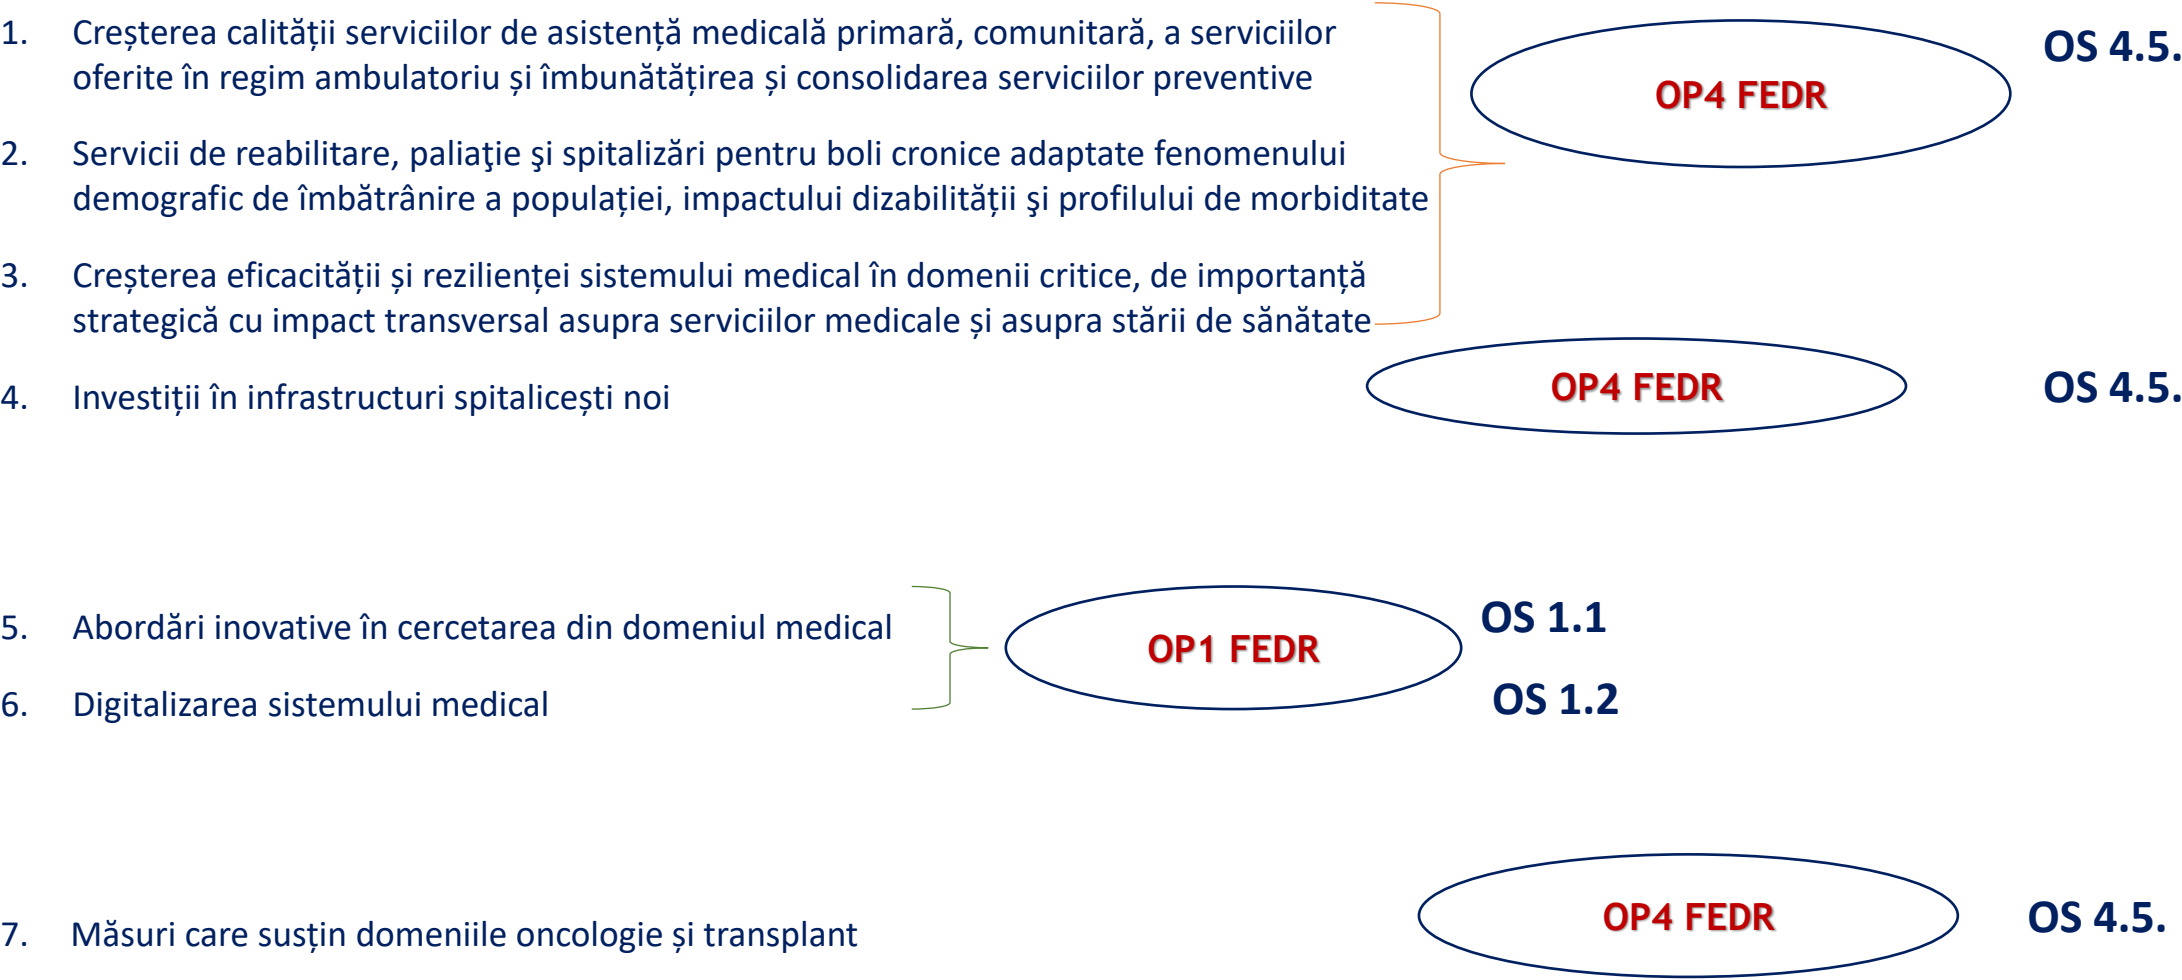 1. Creșterea calității serviciilor de asistență medicală primară, comunitară, a serviciilor
oferite în regim ambulatoriu și îmbunătățirea și consolidarea serviciilor preventive
OP4 FEDR
OS 4.5.
2. Servicii de reabilitare, paliaţie şi spitalizări pentru boli cronice adaptate fenomenului
demografic de îmbătrânire a populației, impactului dizabilității şi profilului de morbiditate
3. Creșterea eficacității și rezilienței sistemului medical în domenii critice, de importanță
strategică cu impact transversal asupra serviciilor medicale și asupra stării de sănătate
4. Investiții în infrastructuri spitalicești noi
OP4 FEDR
OS 4.5.
5. Abordări inovative în cercetarea din domeniul medical
6. Digitalizarea sistemului medical
OP1 FEDR
OS 1.1
OS 1.2
7. Măsuri care susțin domeniile oncologie și transplant
OP4 FEDR
OS 4.5.